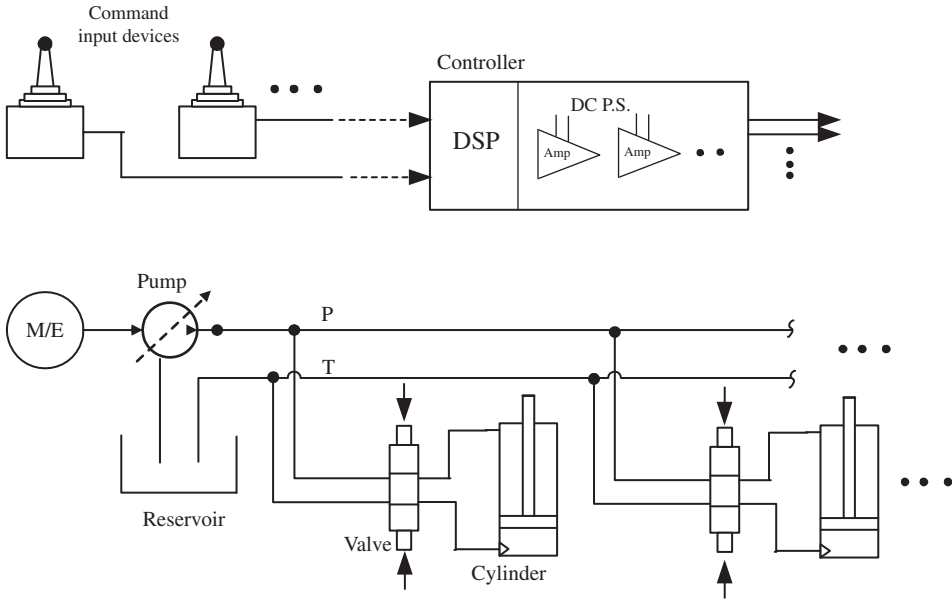 Command
input devices
Controller
DC P.S.
DSP
Amp
Amp
Pump
M/E
P
T
Reservoir
Valve
Cylinder